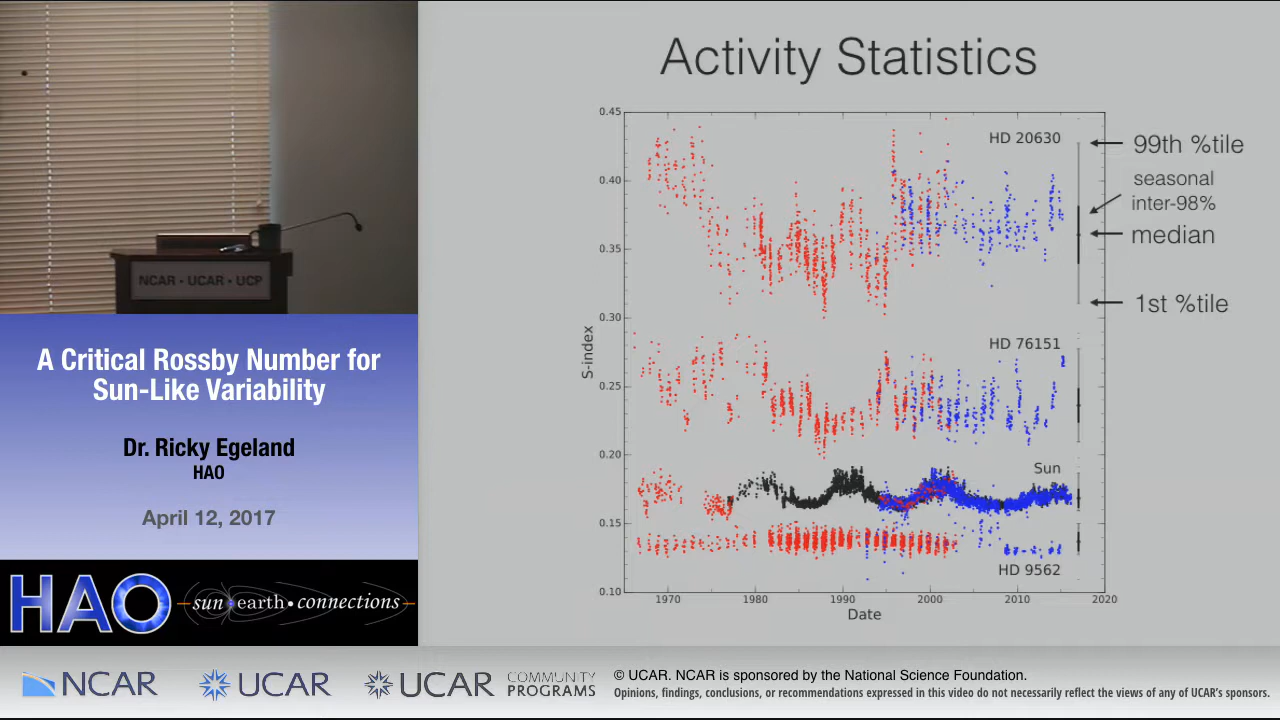 Activity Statistics
0.45
0.40
0.35
0.30
0.25
0.20
0.15
0.10
S-index
1970
1980
1990
2000
2010
2020
Date
HD 20630
HD 76151
Sun
HD 9562
99th %tile
seasonal
inter-98%
median
1st %tile
NCAR • UCAR • UCP
A Critical Rossby Number for
Sun-Like Variability
Dr. Ricky Egeland
HAO
April 12, 2017
HAO
sun • earth • connections
NCAR
UCAR
UCAR
COMMUNITY
PROGRAMS
© UCAR. NCAR is sponsored by the National Science Foundation.
Opinions, findings, conclusions, or recommendations expressed in this video do not necessarily reflect the views of any of UCAR's sponsors.